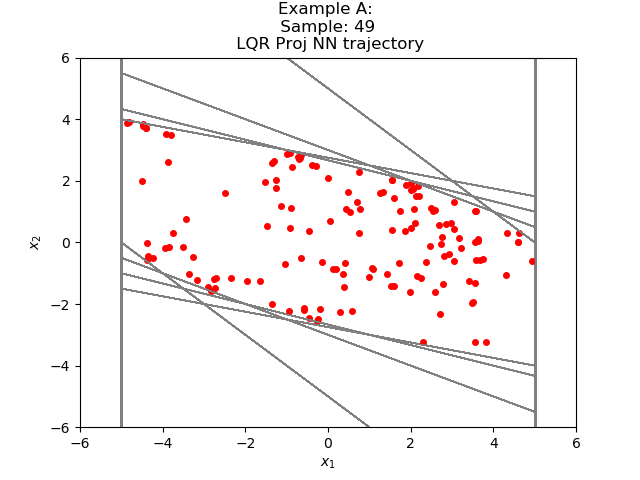 Example A:
Sample: 49
LQR Proj NN trajectory
6
4
2
0
−2
−4
−6
x₂
−6 −4 −2 0 2 4 6
x₁